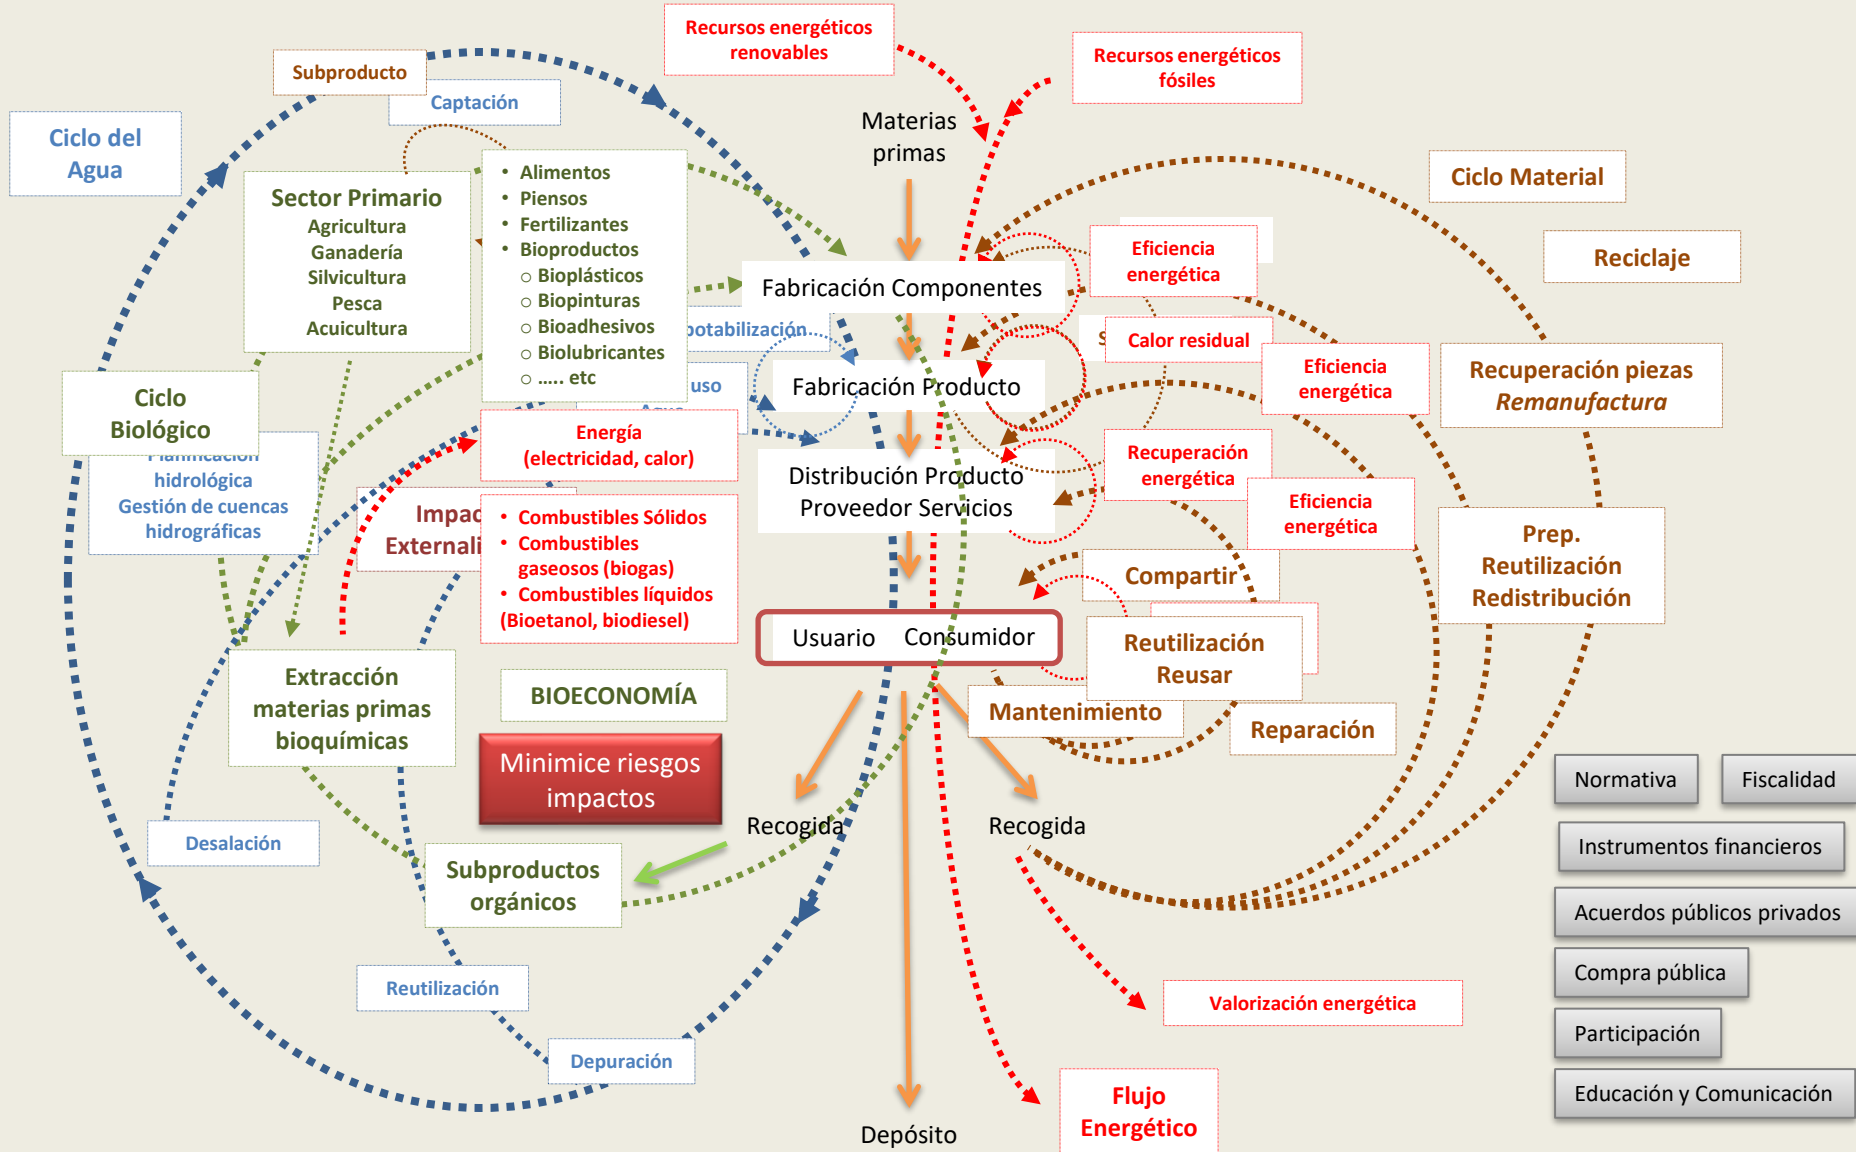 Recursos energéticos
renovables
Recursos energéticos
fósiles
Subproducto
Captación
Ciclo del
Agua
Materias
primas
Ciclo Material
Reciclaje
Sector Primario
Agricultura
Ganadería
Silvicultura
Pesca
Acuicultura
• Alimentos
• Piensos
• Fertilizantes
• Bioproductos
o Bioplásticos
o Biopinturas
o Bioadhesivos
o Biolubricantes
o ….. etc
Eficiencia
energética
Fabricación Componentes
potabilización...
Calor residual
Eficiencia
energética
Recuperación piezas
Remanufactura
Ciclo
Biológico
uso
Fabricación Producto
Energía
(electricidad, calor)
Planificación
hidrológica
Gestión de cuencas
hidrográficas
Distribución Producto
Proveedor Servicios
Recuperación
energética
Eficiencia
energética
Impac
Externali
• Combustibles Sólidos
• Combustibles
gaseosos (biogas)
• Combustibles líquidos
(Bioetanol, biodiesel)
Prep.
Reutilización
Redistribución
Compartir
Usuario Consumidor
Reutilización
Reusar
Extracción
materias primas
bioquímicas
BIOECONOMÍA
Mantenimiento
Reparación
Minimice riesgos
impactos
Normativa
Fiscalidad
Recogida
Recogida
Desalación
Instrumentos financieros
Subproductos
orgánicos
Acuerdos públicos privados
Compra pública
Reutilización
Valorización energética
Participación
Depuración
Educación y Comunicación
Flujo
Energético
Depósito